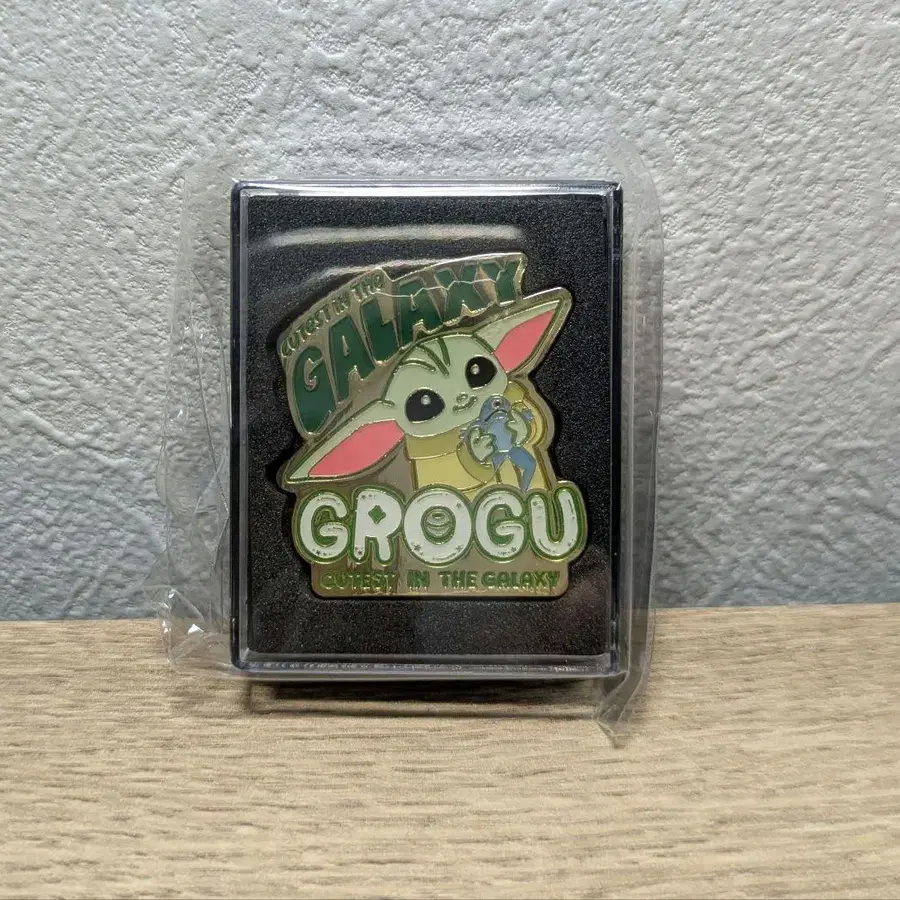 CUTEST IN THE
GALAXY
GROGU
CUTEST IN THE GALAXY